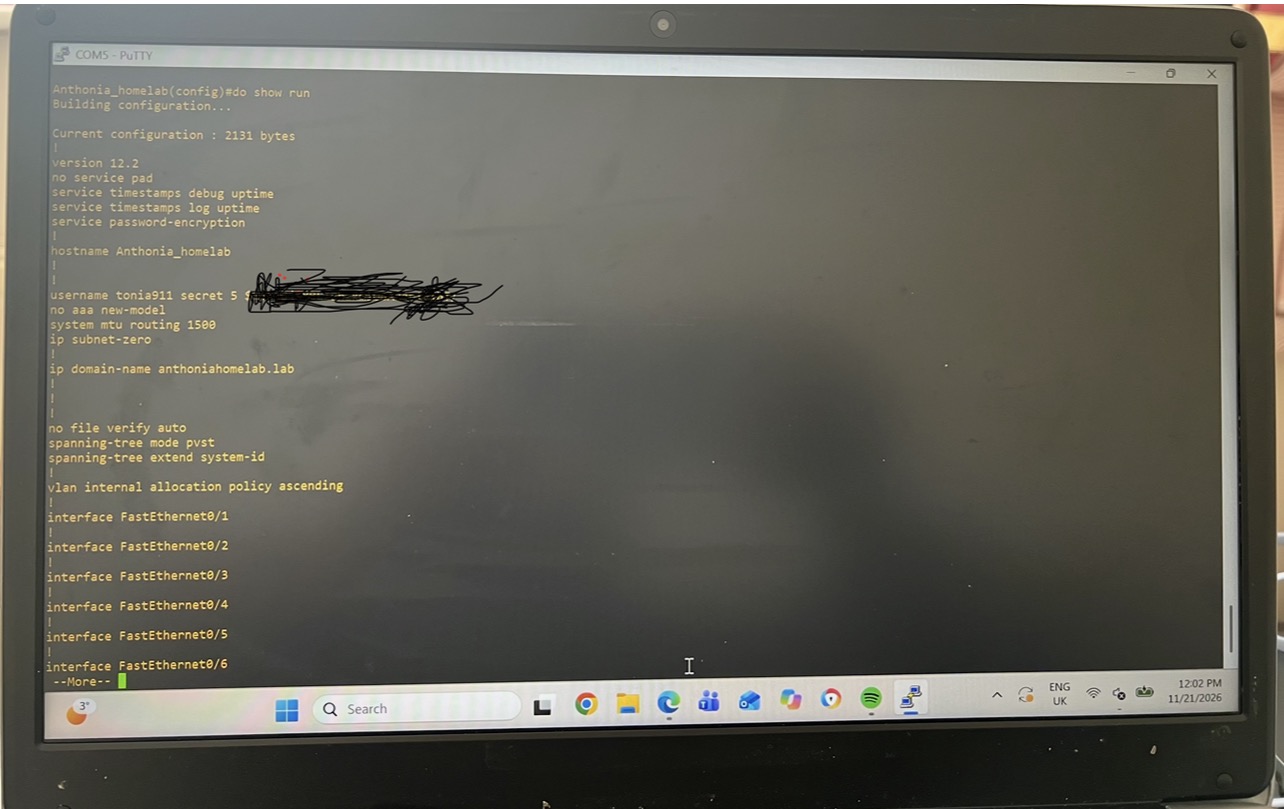 COM5 - PuTTY
Anthonia_homelab(config)#do show run
Building configuration...
Current configuration : 2131 bytes
!
version 12.2
no service pad
service timestamps debug uptime
service timestamps log uptime
service password-encryption
!
hostname Anthonia_homelab
!
!
username tonia911 secret 5 $
no aaa new-model
system mtu routing 1500
ip subnet-zero
!
ip domain-name anthoniahomelab.lab
!
!
!
no file verify auto
spanning-tree mode pvst
spanning-tree extend system-id
!
vlan internal allocation policy ascending
!
interface FastEthernet0/1
!
interface FastEthernet0/2
!
interface FastEthernet0/3
!
interface FastEthernet0/4
!
interface FastEthernet0/5
!
interface FastEthernet0/6
--More--
3°
Search
ENG
UK
12:02 PM
11/21/2026